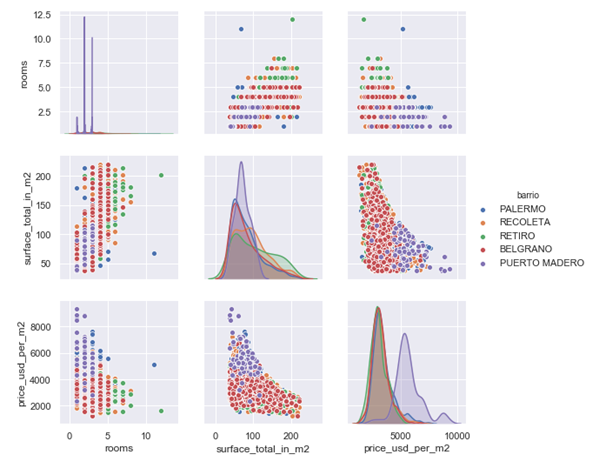 12.5
10.0
7.5
5.0
2.5
rooms
200
150
100
50
surface_total_in_m2
barrio
PALERMO
RECOLETA
RETIRO
BELGRANO
PUERTO MADERO
8000
6000
4000
2000
price_usd_per_m2
0 5 10
0 100 200
5000 10000
rooms surface_total_in_m2 price_usd_per_m2